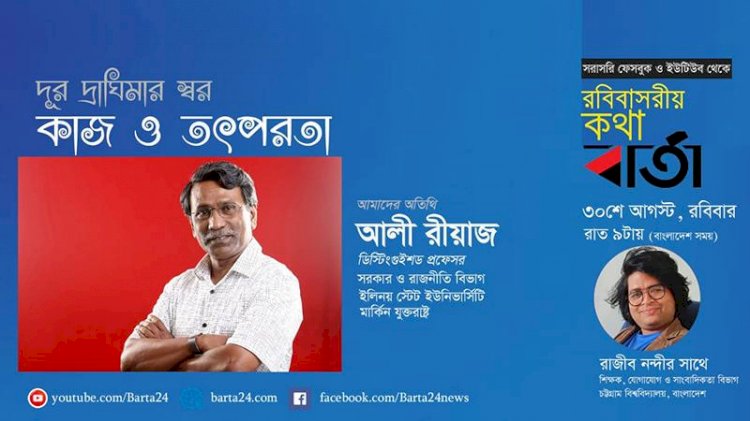 দূর দ্রাঘিমার স্বর
কাজ ও তৎপরতা
আমাদের অতিথি
আলী রীয়াজ
ডিস্টিংগুইশড প্রফেসর
সরকার ও রাজনীতি বিভাগ
ইলিনয় স্টেট ইউনিভার্সিটি
মার্কিন যুক্তরাষ্ট্র
সরাসরি ফেসবুক ও ইউটিউব থেকে
রবিবাসরীয়
কথা
বার্তা
৩০শে আগস্ট, রবিবার
রাত ৯টায় (বাংলাদেশ সময়)
রাজীব নন্দীর সাথে
শিক্ষক, যোগাযোগ ও সাংবাদিকতা বিভাগ
চট্টগ্রাম বিশ্ববিদ্যালয়, বাংলাদেশ
youtube.com/Barta24
barta24.com
facebook.com/Barta24news